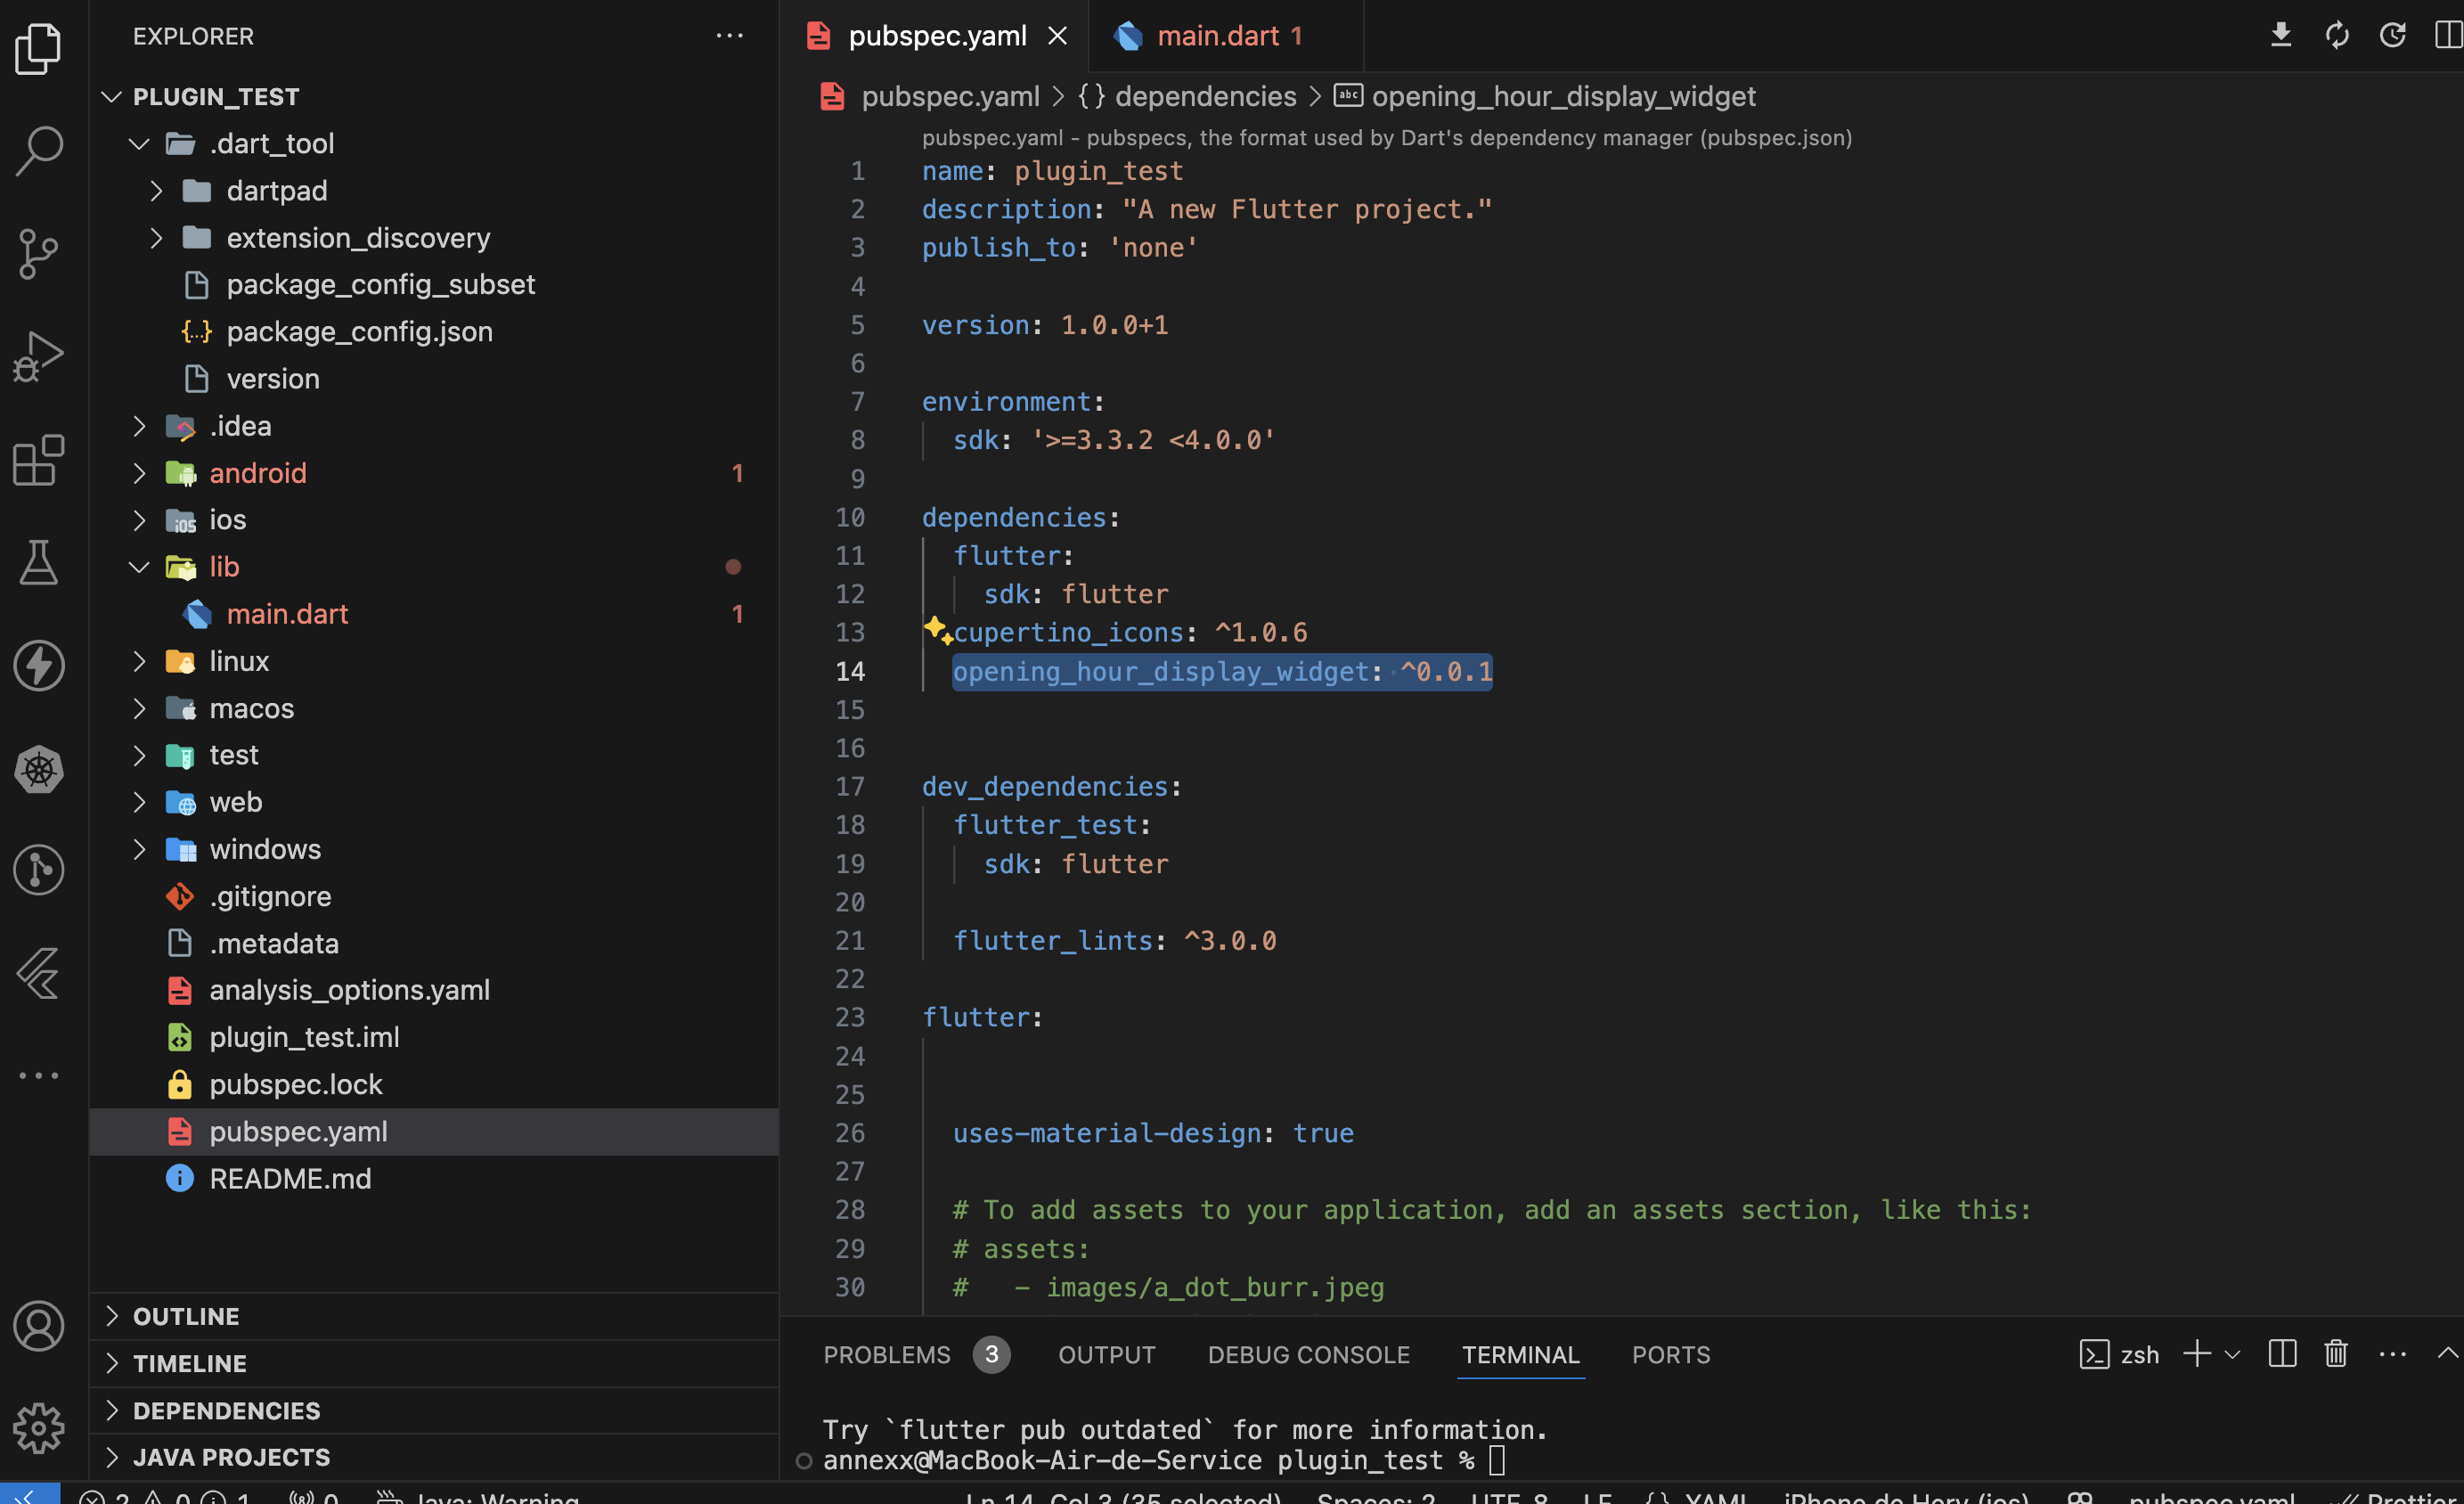 EXPLORER
PLUGIN_TEST
.dart_tool
dartpad
extension_discovery
package_config_subset
package_config.json
version
.idea
android 1
ios
lib
main.dart 1
linux
macos
test
web
windows
.gitignore
.metadata
analysis_options.yaml
plugin_test.iml
pubspec.lock
pubspec.yaml
README.md
OUTLINE
TIMELINE
DEPENDENCIES
JAVA PROJECTS
pubspec.yaml
main.dart 1
pubspec.yaml > {} dependencies > abc opening_hour_display_widget
pubspec.yaml - pubspecs, the format used by Dart's dependency manager (pubspec.json)
1 name: plugin_test
2 description: "A new Flutter project."
3 publish_to: 'none'
4
5 version: 1.0.0+1
6
7 environment:
8 sdk: '>=3.3.2 <4.0.0'
9
10 dependencies:
11 flutter:
12 sdk: flutter
13 cupertino_icons: ^1.0.6
14 opening_hour_display_widget: ^0.0.1
15
16
17 dev_dependencies:
18 flutter_test:
19 sdk: flutter
20
21 flutter_lints: ^3.0.0
22
23 flutter:
24
25
26 uses-material-design: true
27
28 # To add assets to your application, add an assets section, like this:
29 # assets:
30 #   - images/a_dot_burr.jpeg
PROBLEMS 3 OUTPUT DEBUG CONSOLE TERMINAL PORTS zsh
Try `flutter pub outdated` for more information.
annexx@MacBook-Air-de-Service plugin_test %
2 0 1 0 Java: Warning Ln 14, Col 3 (35 selected) Spaces: 2 UTF-8 LF {} YAML iPhone de Hery (ios) pubspec.yaml Prettier